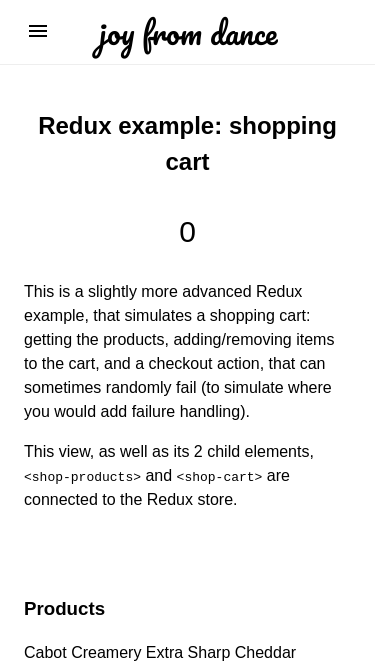 joy from dance
Redux example: shopping
cart
0
This is a slightly more advanced Redux
example, that simulates a shopping cart:
getting the products, adding/removing items
to the cart, and a checkout action, that can
sometimes randomly fail (to simulate where
you would add failure handling).
This view, as well as its 2 child elements,
<shop-products> and <shop-cart> are
connected to the Redux store.
Products
Cabot Creamery Extra Sharp Cheddar